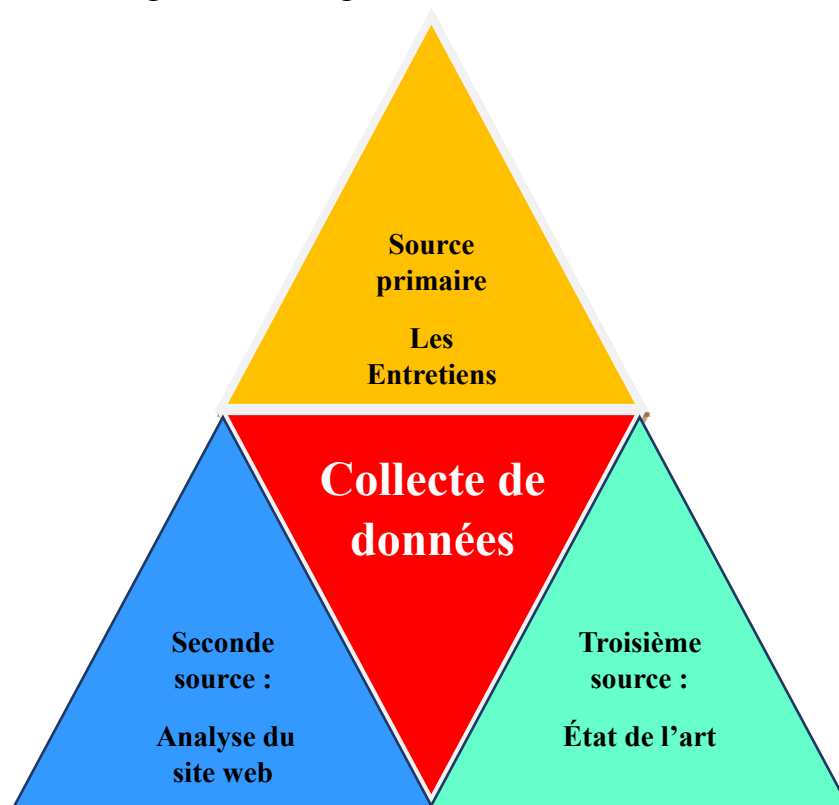 Source
primaire
Les
Entretiens
Collecte de
données
Seconde
source :
Analyse du
site web
Troisième
source :
État de l’art